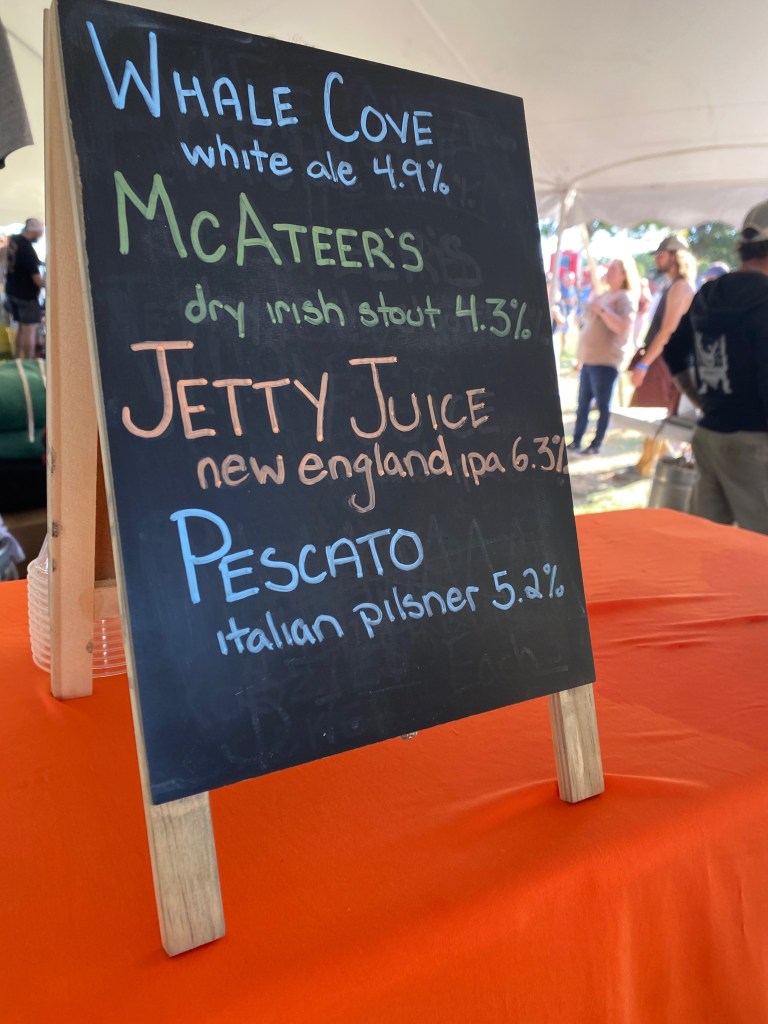 WHALE COVE
white ale 4.9%
MCATEER'S
dry irish stout 4.3%
JETTY JUICE
new england ipa 6.3%
PESCATO
italian pilsner 5.2%